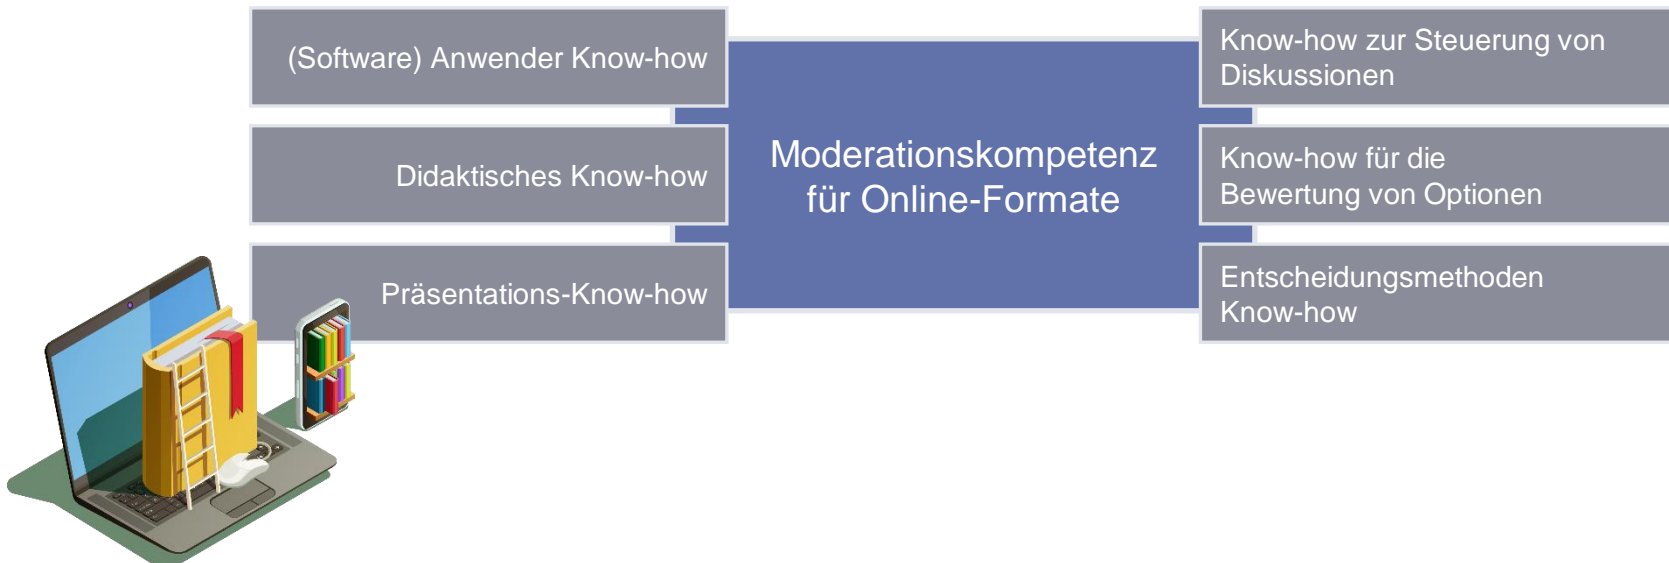 (Software) Anwender Know-how
Didaktisches Know-how
Präsentations-Know-how
Moderationskompetenz
für Online-Formate
Know-how zur Steuerung von
Diskussionen
Know-how für die
Bewertung von Optionen
Entscheidungsmethoden
Know-how